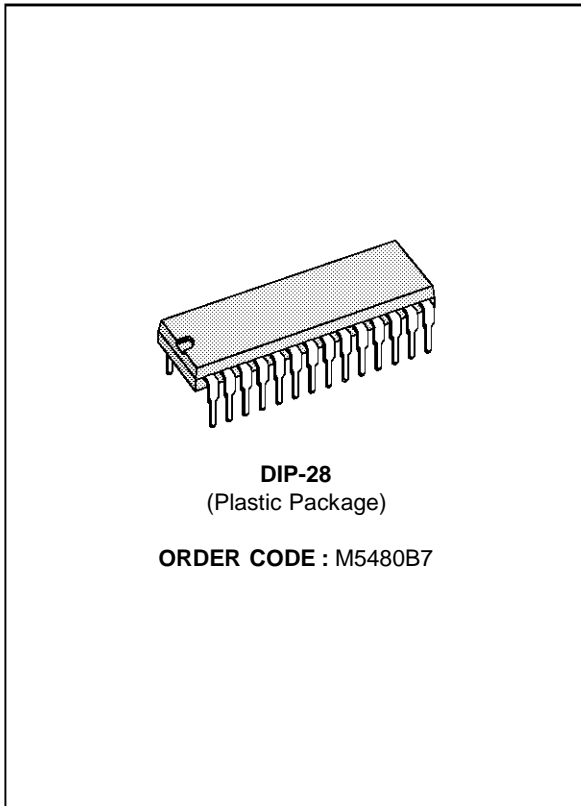 DIP-28
(Plastic Package)
ORDER CODE : M5480B7